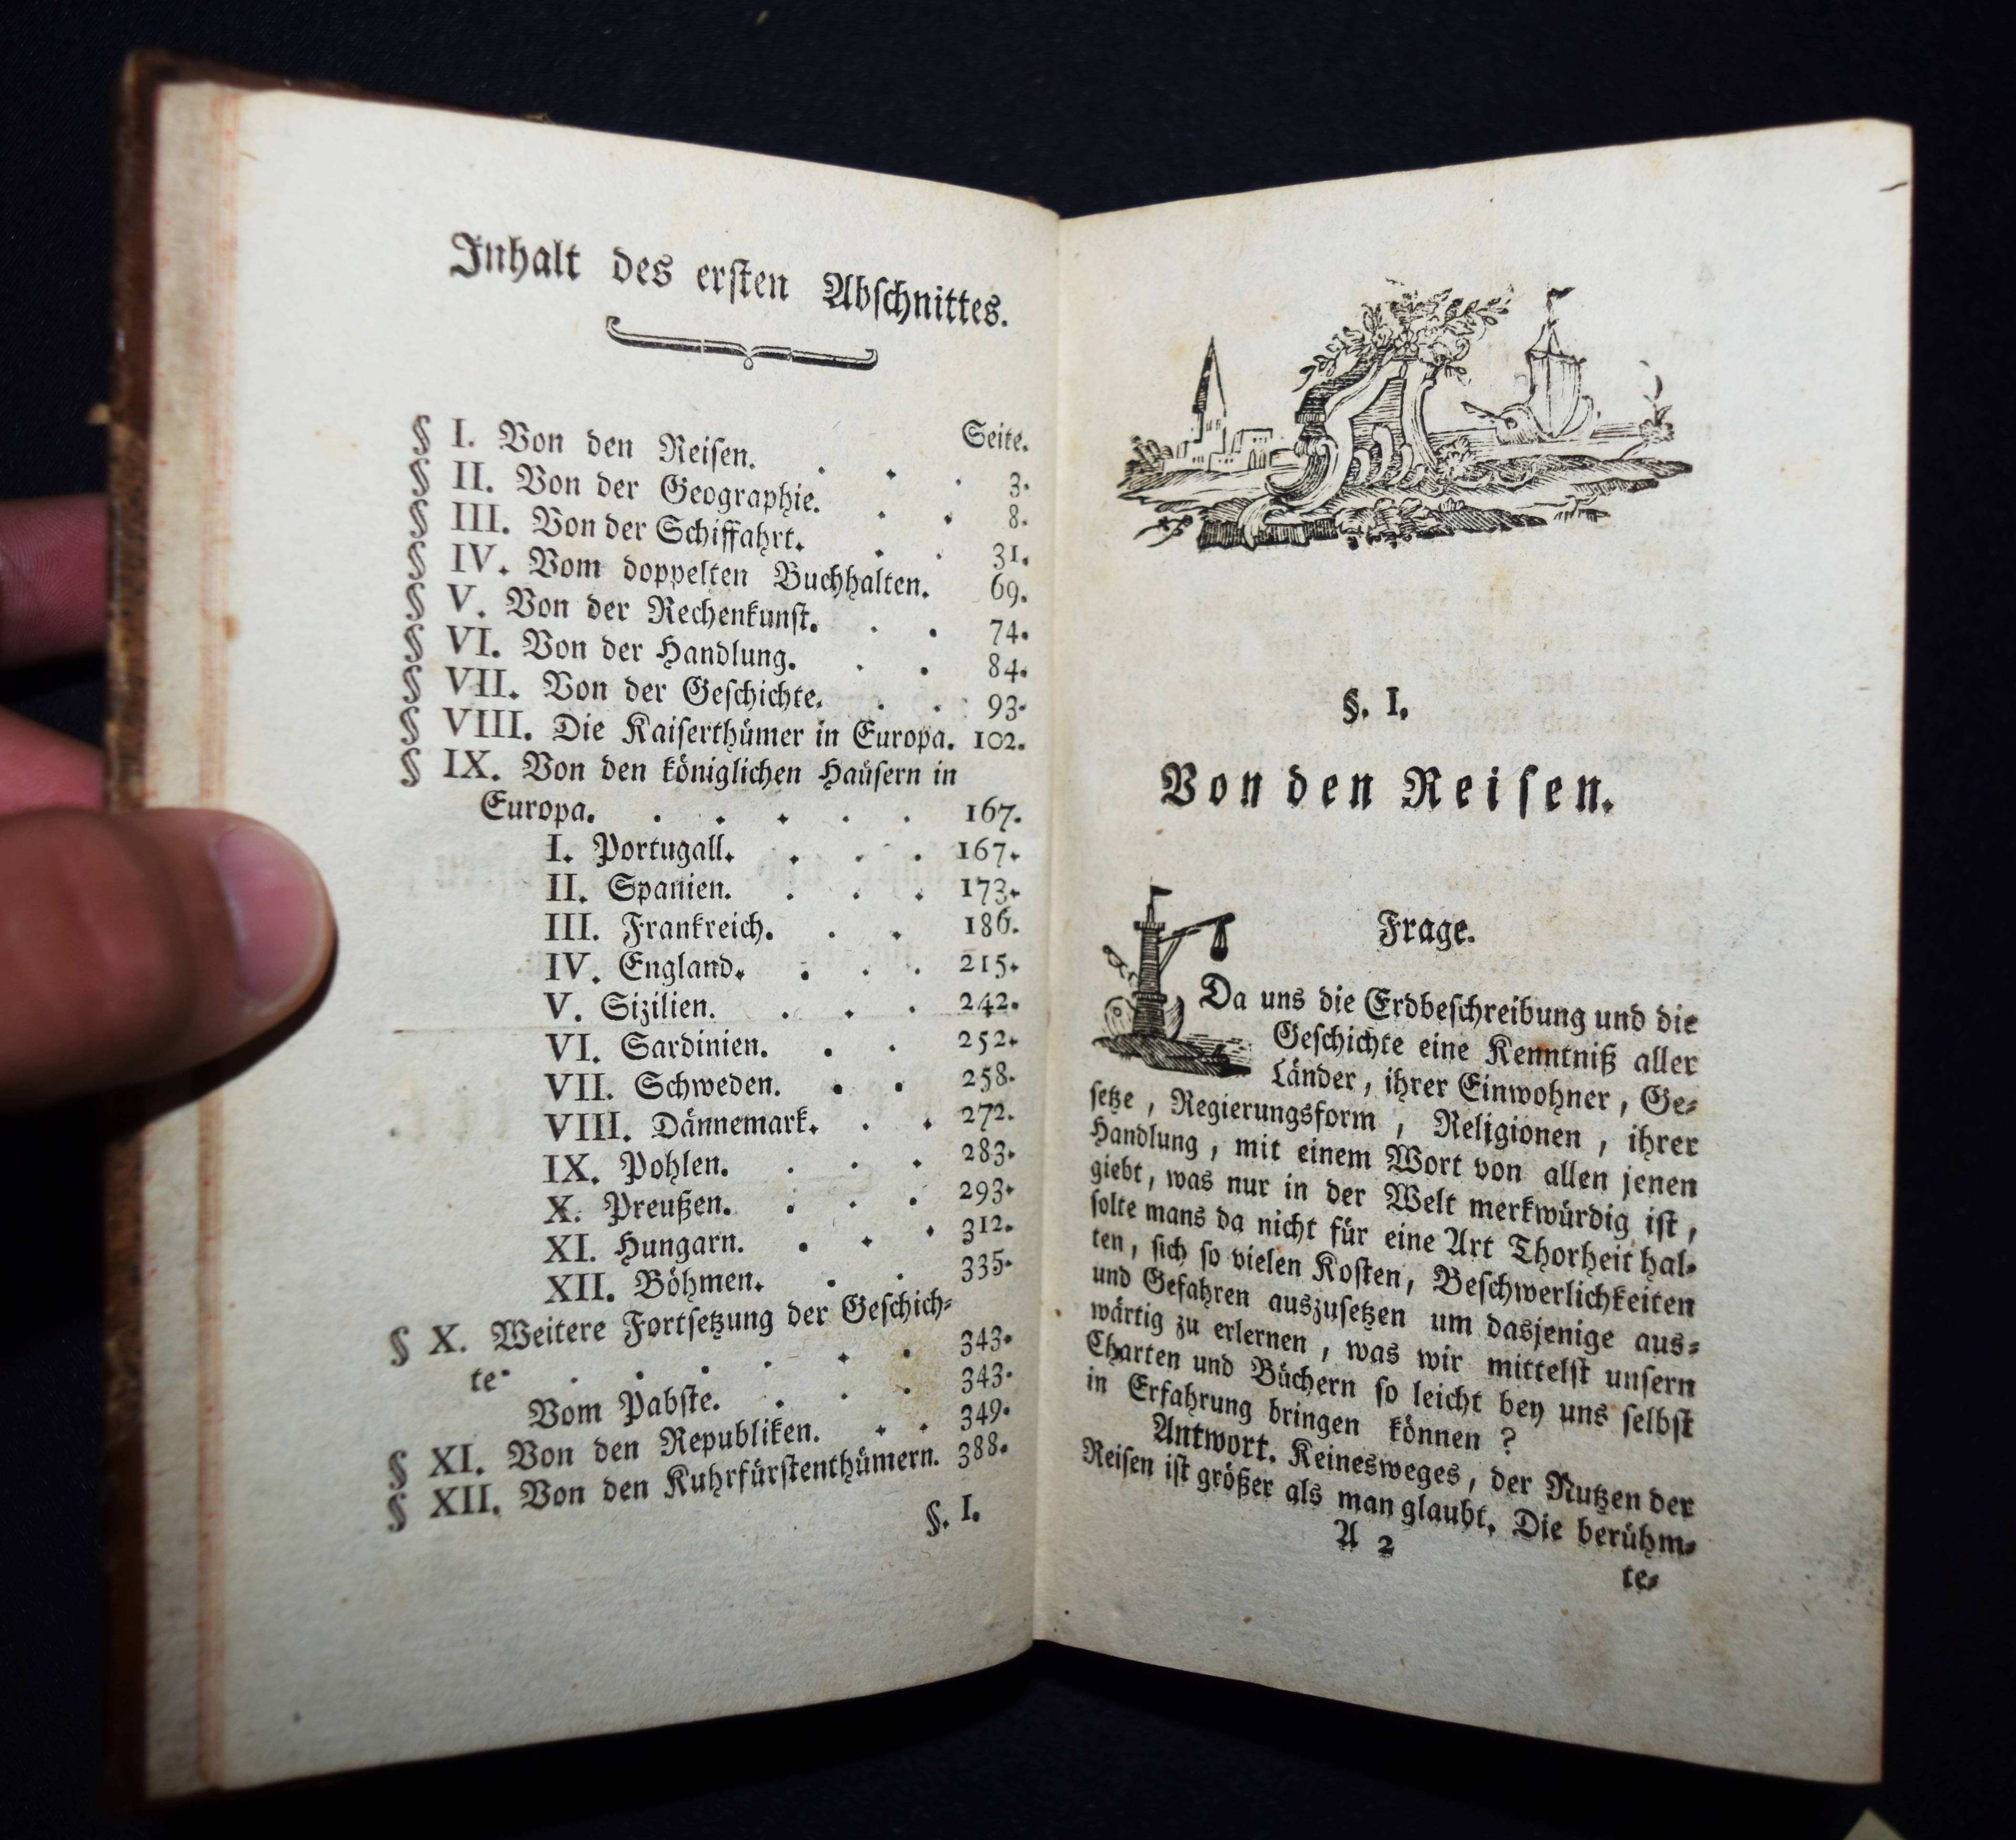 Inhalt des ersten Abschnittes.
Seite.
§ I. Von den Reisen. . . . 3.
§ II. Von der Geographie. . . 8.
§ III. Von der Schiffahrt. . . 31.
§ IV. Vom doppelten Buchhalten. 69.
§ V. Von der Rechenkunst. . . 74.
§ VI. Von der Handlung. . . 84.
§ VII. Von der Geschichte. . . 93.
§ VIII. Die Kaiserthümer in Europa. 102.
§ IX. Von den königlichen Haüsern in
Europa. . . . . . 167.
I. Portugall. . . . 167.
II. Spanien. . . . 173.
III. Frankreich. . . 186.
IV. England. . . . 215.
V. Sizilien. . . . 242.
VI. Sardinien. . . 252.
VII. Schweden. . . 258.
VIII. Dännemark. . . 272.
IX. Pohlen. . . . 283.
X. Preußen. . . . 293.
XI. Hungarn. . . . 312.
XII. Böhmen. . . 335.
§ X. Weitere Fortsetzung der Geschich-
te. . . . . . . 343.
Vom Pabste. . . . 343.
§ XI. Von den Republiken. . . 349.
§ XII. Von den Kuhrfürstenthümern. 388.
§. I.
§. I.
Von den Reisen.
Frage.
Da uns die Erdbeschreibung und die
Geschichte eine Kenntniß aller
Länder, ihrer Einwohner, Ge-
setze, Regierungsform, Religionen, ihrer
Handlung, mit einem Wort von allen jenen
giebt, was nur in der Welt merkwürdig ist,
solte mans da nicht für eine Art Thorheit hal-
ten, sich so vielen Kosten, Beschwerlichkeiten
und Gefahren auszusetzen um dasjenige aus-
wärtig zu erlernen, was wir mittelst unsern
Charten und Büchern so leicht bey uns selbst
in Erfahrung bringen können?
Antwort. Keinesweges, der Nutzen der
Reisen ist größer als man glaubt. Die berühm-
A 2
te-